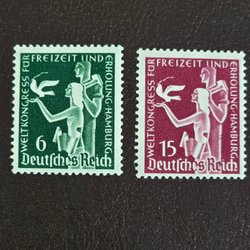 WELTKONGRESS FÜR FREIZEIT UND ERHOLUNG·HAMBURG
6
Deutsches Reich
WELTKONGRESS FÜR FREIZEIT UND ERHOLUNG·HAMBURG
15
Deutsches Reich